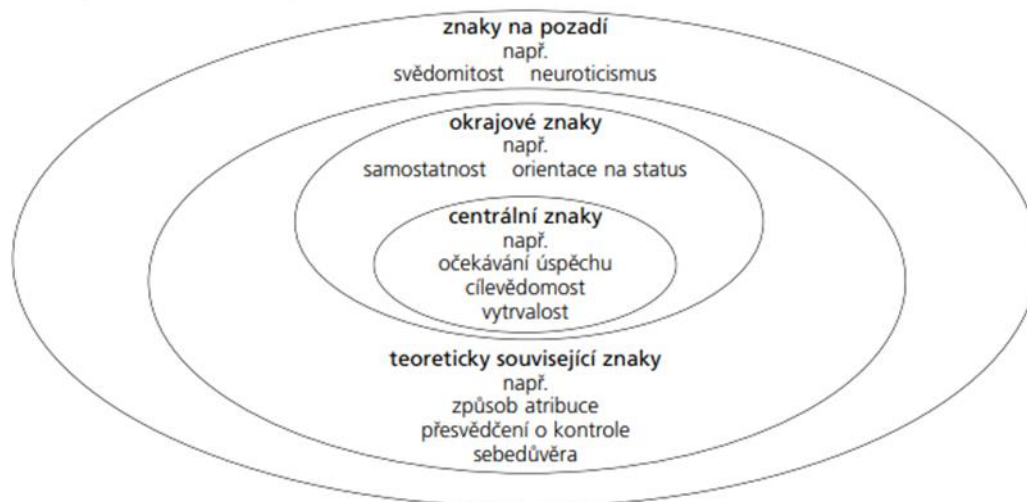 znaky na pozadí
např.
svědomitost neuroticismus
okrajové znaky
např.
samostatnost orientace na status
centrální znaky
např.
očekávání úspěchu
cílevědomost
vytrvalost
teoreticky související znaky
např.
způsob atribuce
přesvědčení o kontrole
sebedůvěra